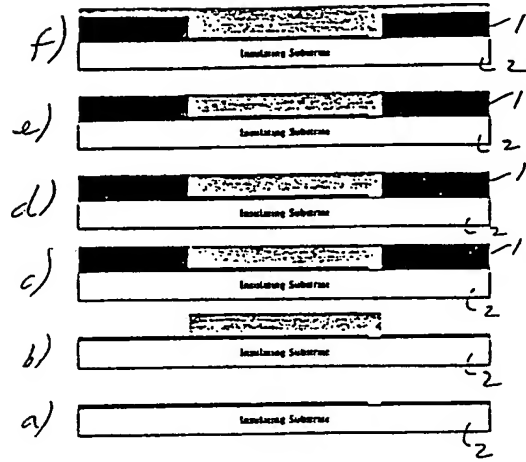 f) Insulating Substrate 1 2
e) Insulating Substrate 1 2
d) Insulating Substrate 1 2
c) Insulating Substrate 1 2
b) Insulating Substrate 2
a) Insulating Substrate 2